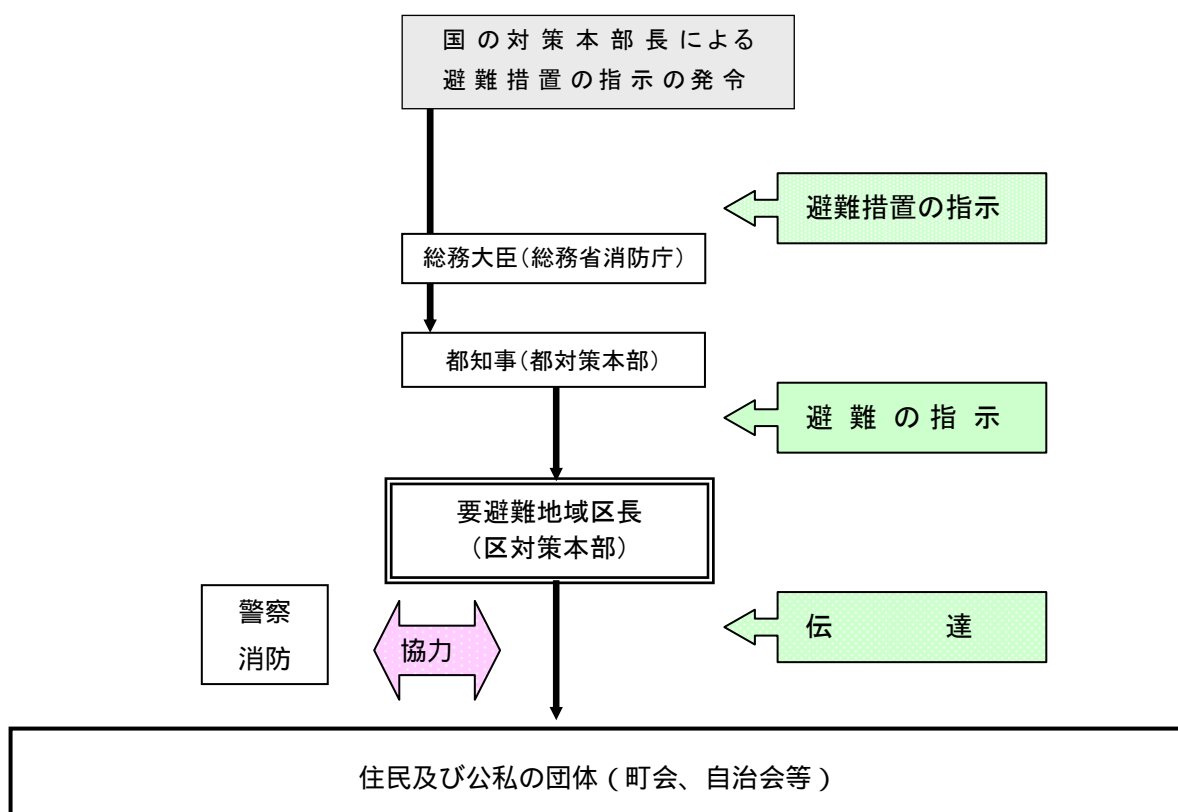 国の対策本部長による
避難措置の指示の発令
避難措置の指示
総務大臣(総務省消防庁)
都知事(都対策本部)
避難の指示
要避難地域区長
(区対策本部)
警察
消防
協力
伝達
住民及び公私の団体(町会、自治会等)